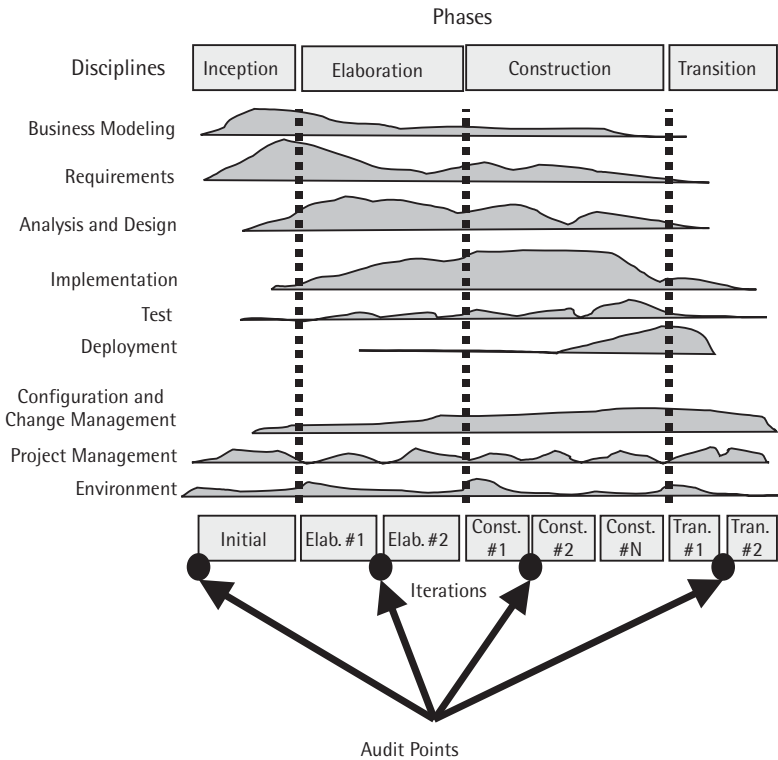 Phases
Disciplines
Inception
Elaboration
Construction
Transition
Business Modeling
Requirements
Analysis and Design
Implementation
Test
Deployment
Configuration and
Change Management
Project Management
Environment
Initial
Elab. #1
Elab. #2
Const.
#1
Const.
#2
Const.
#N
Tran.
#1
Tran.
#2
Iterations
Audit Points